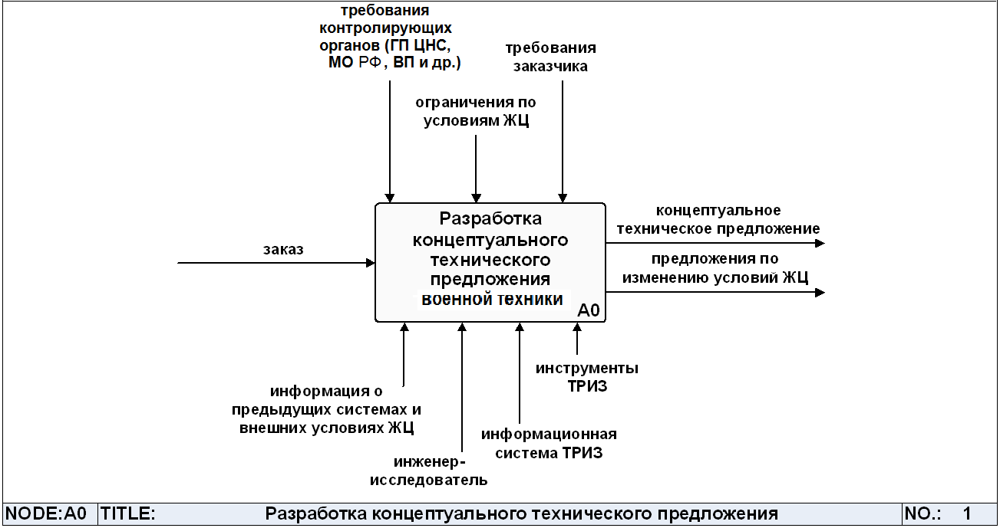 требования
контролирующих
органов (ГП ЦНС,
МО РФ, ВП и др.)
требования
заказчика
ограничения по
условиям ЖЦ
заказ
Разработка
концептуального
технического
предложения
военной техники
A0
концептуальное
техническое предложение
предложения по
изменению условий ЖЦ
инструменты
ТРИЗ
информация о
предыдущих системах и
внешних условиях ЖЦ
информационная
система ТРИЗ
инженер-
исследователь
NODE:A0 TITLE: Разработка концептуального технического предложения NO.: 1